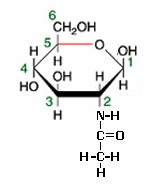 6
CH₂OH
5 O OH
H H
4 H 1
OH H
HO H
3 2
H N-H
C=O
H-C-H
H